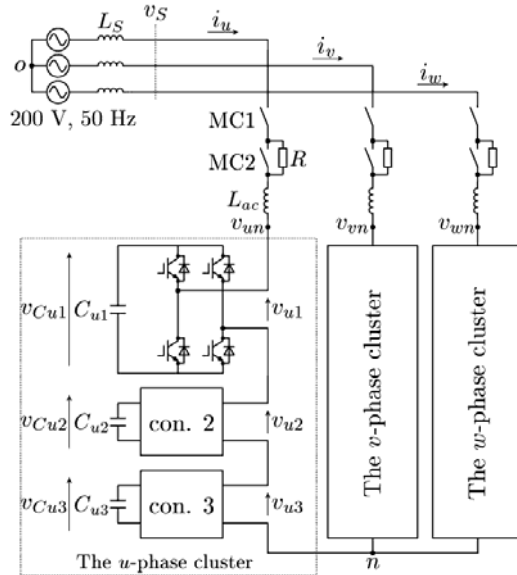 v_S
L_S
i_u
i_v
i_w
o
200 V, 50 Hz
MC1
MC2
R
L_ac
v_un
v_vn
v_wn
v_Cu1
C_u1
v_u1
v_Cu2
C_u2
con. 2
v_u2
v_Cu3
C_u3
con. 3
v_u3
The u-phase cluster
The v-phase cluster
The w-phase cluster
n